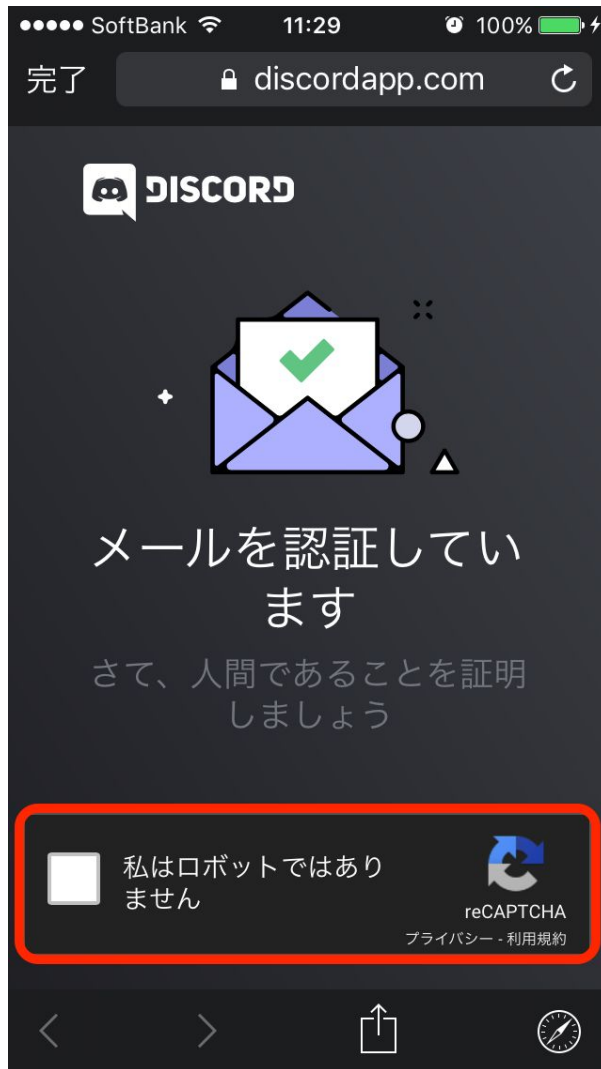 SoftBank 11:29 100%
完了 discordapp.com
DISCORD
メールを認証してい
ます
さて、人間であることを証明
しましょう
私はロボットではあり
ません
reCAPTCHA
プライバシー - 利用規約